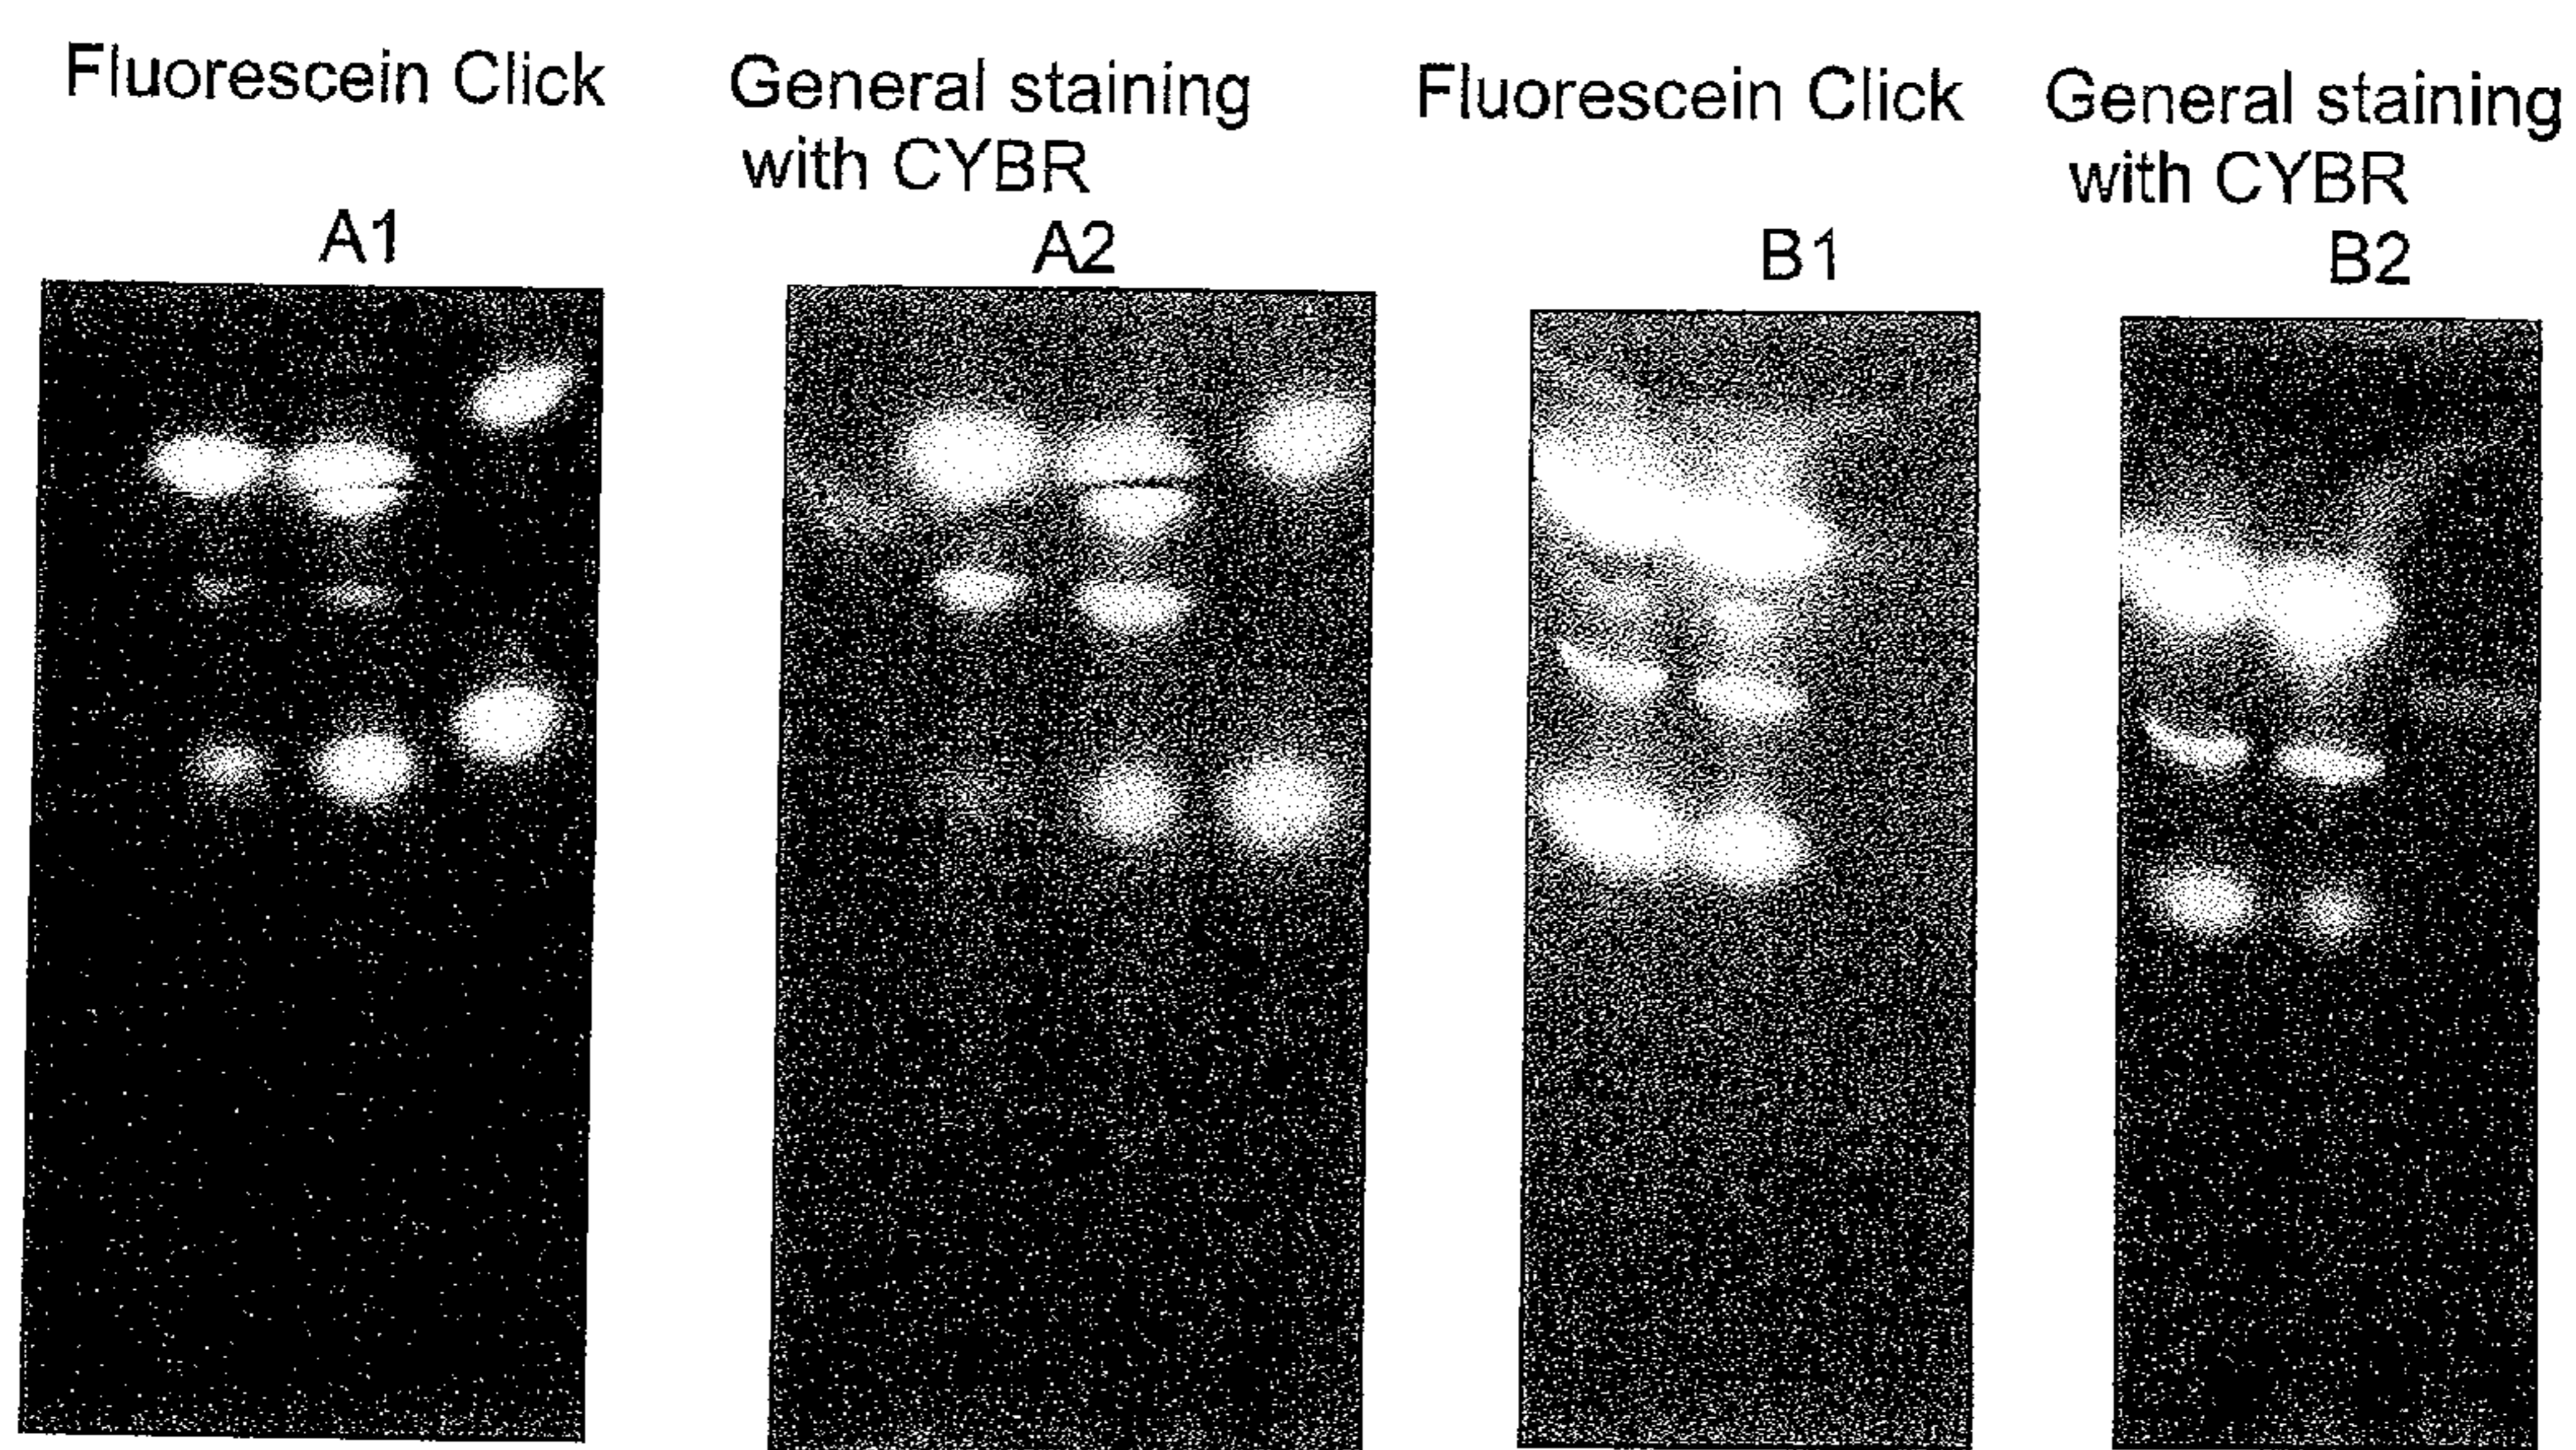 Fluorescein Click
General staining
with CYBR
Fluorescein Click
General staining
with CYBR
A1
A2
B1
B2